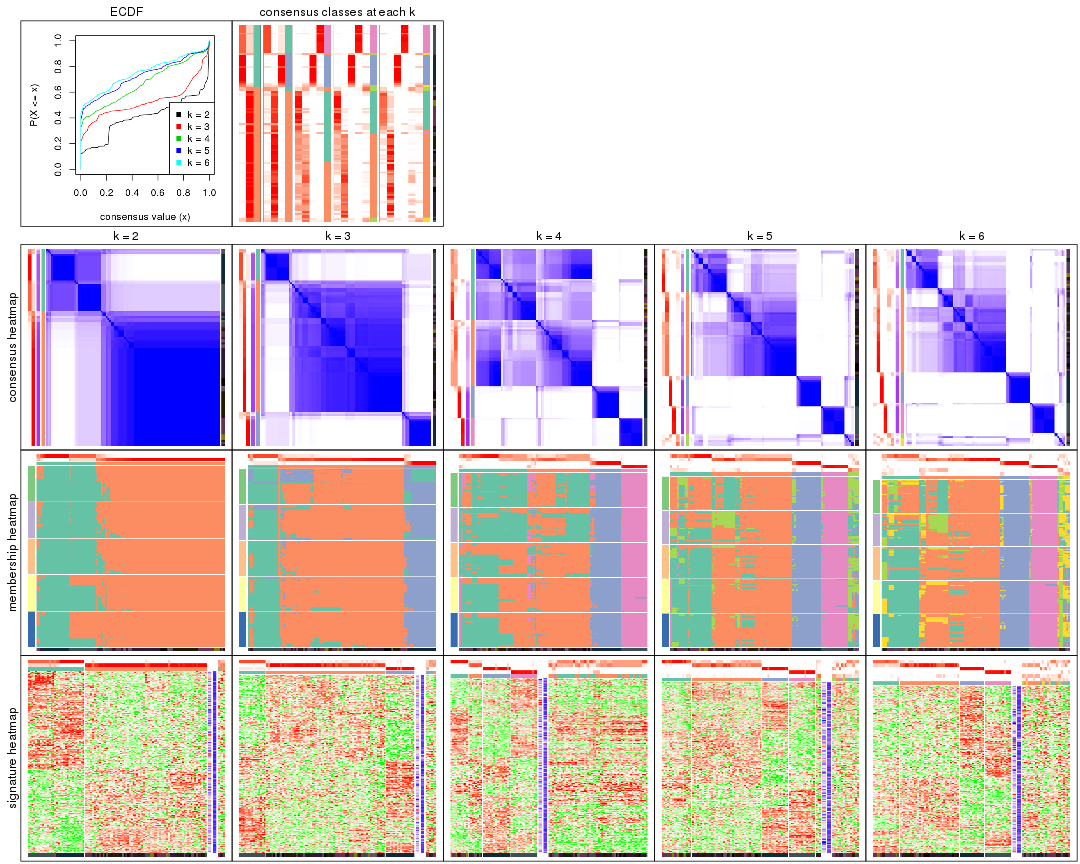 ECDF
consensus classes at each k
P(X <= x)
0.0
0.2
0.4
0.6
0.8
1.0
k = 2
k = 3
k = 4
k = 5
k = 6
0.0 0.2 0.4 0.6 0.8 1.0
consensus value (x)
k = 2
k = 3
k = 4
k = 5
k = 6
consensus heatmap
membership heatmap
signature heatmap